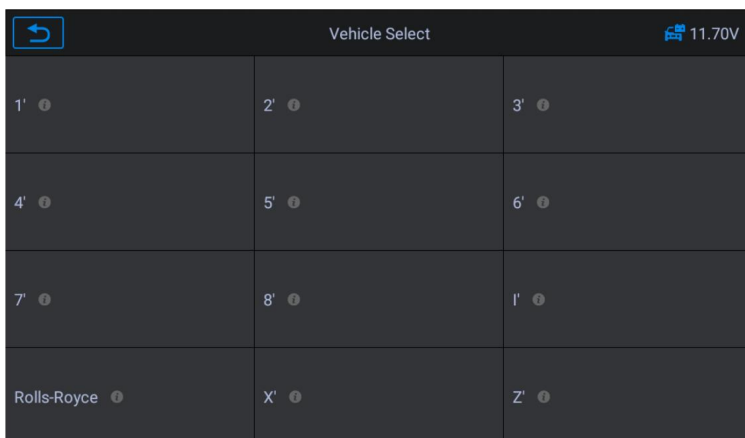 Vehicle Select 11.70V
1' 2' 3'
4' 5' 6'
7' 8' I'
Rolls-Royce X' Z'